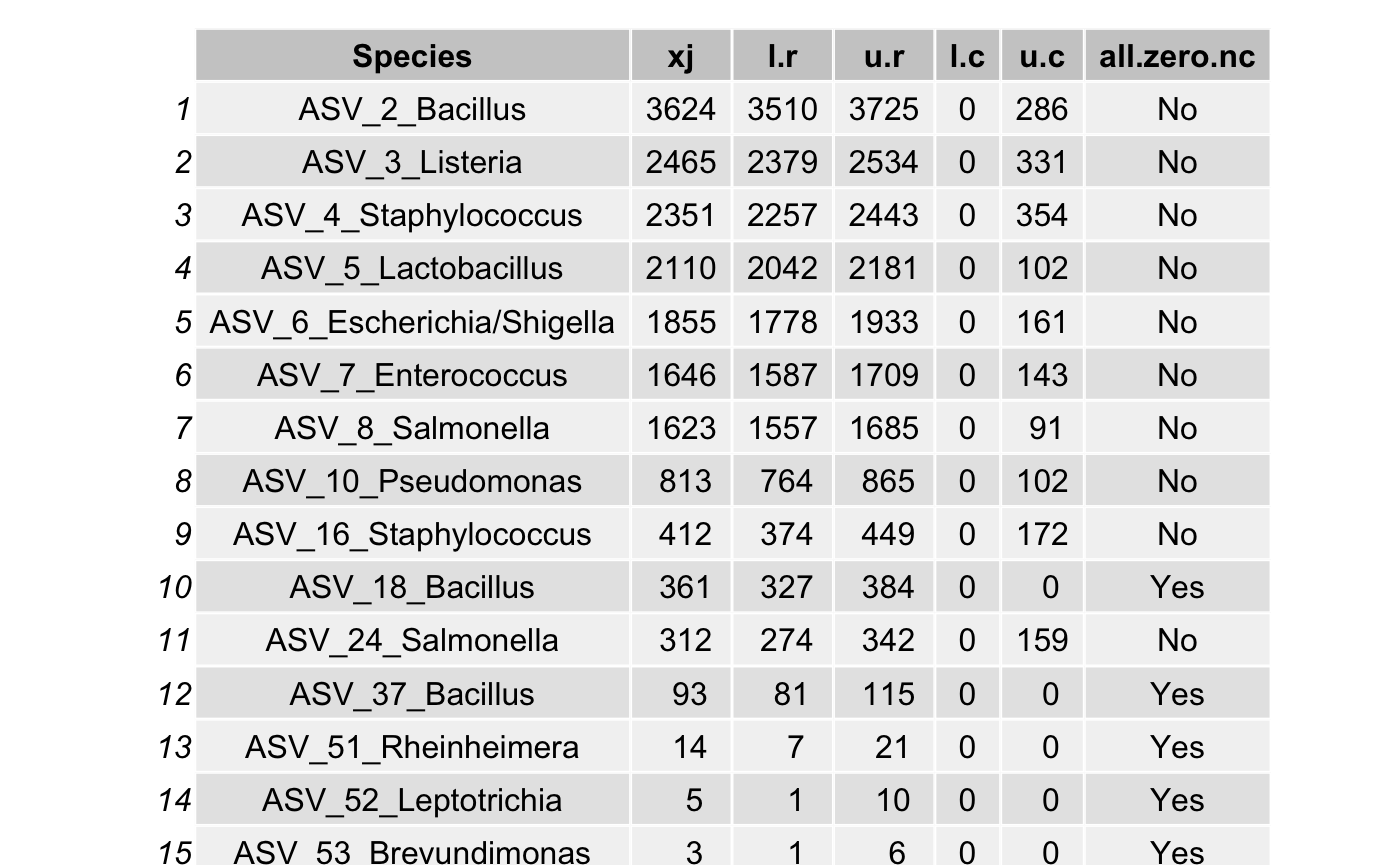 Species xj l.r u.r l.c u.c all.zero.nc
1 ASV_2_Bacillus 3624 3510 3725 0 286 No
2 ASV_3_Listeria 2465 2379 2534 0 331 No
3 ASV_4_Staphylococcus 2351 2257 2443 0 354 No
4 ASV_5_Lactobacillus 2110 2042 2181 0 102 No
5 ASV_6_Escherichia/Shigella 1855 1778 1933 0 161 No
6 ASV_7_Enterococcus 1646 1587 1709 0 143 No
7 ASV_8_Salmonella 1623 1557 1685 0 91 No
8 ASV_10_Pseudomonas 813 764 865 0 102 No
9 ASV_16_Staphylococcus 412 374 449 0 172 No
10 ASV_18_Bacillus 361 327 384 0 0 Yes
11 ASV_24_Salmonella 312 274 342 0 159 No
12 ASV_37_Bacillus 93 81 115 0 0 Yes
13 ASV_51_Rheinheimera 14 7 21 0 0 Yes
14 ASV_52_Leptotrichia 5 1 10 0 0 Yes
15 ASV_53_Brevundimonas 3 1 6 0 0 Yes